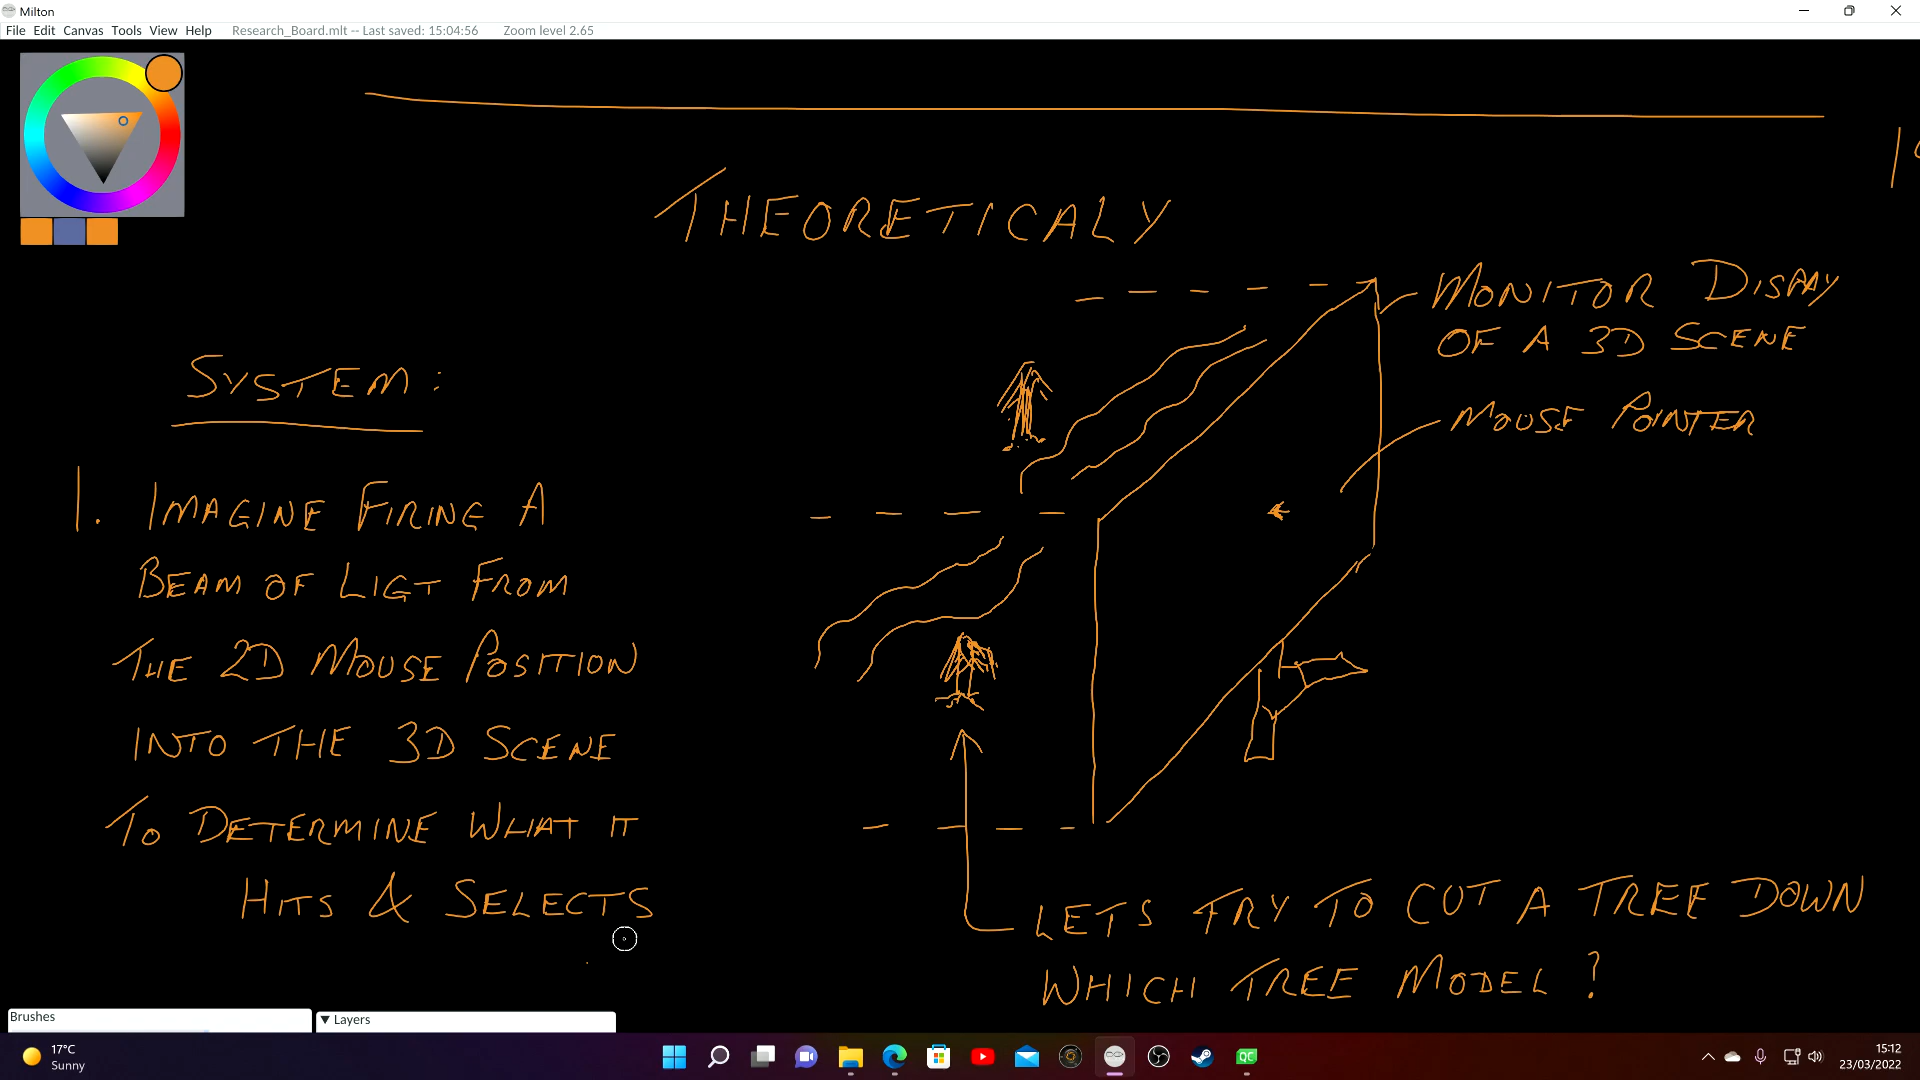 Milton
File Edit Canvas Tools View Help Research_Board.mlt -- Last saved: 15:04:56 Zoom level 2.65
THEORETICALY
MONITOR DISPAY
OF A 3D SCENE
MOUSE POINTER
SYSTEM:
1. IMAGINE FIRING A
BEAM OF LIGT FROM
THE 2D MOUSE POSITION
INTO THE 3D SCENE
TO DETERMINE WHAT IT
HITS & SELECTS
LETS TRY TO CUT A TREE DOWN
WHICH TREE MODEL?
Brushes
▼ Layers
17°C
Sunny
QC
15:12
23/03/2022